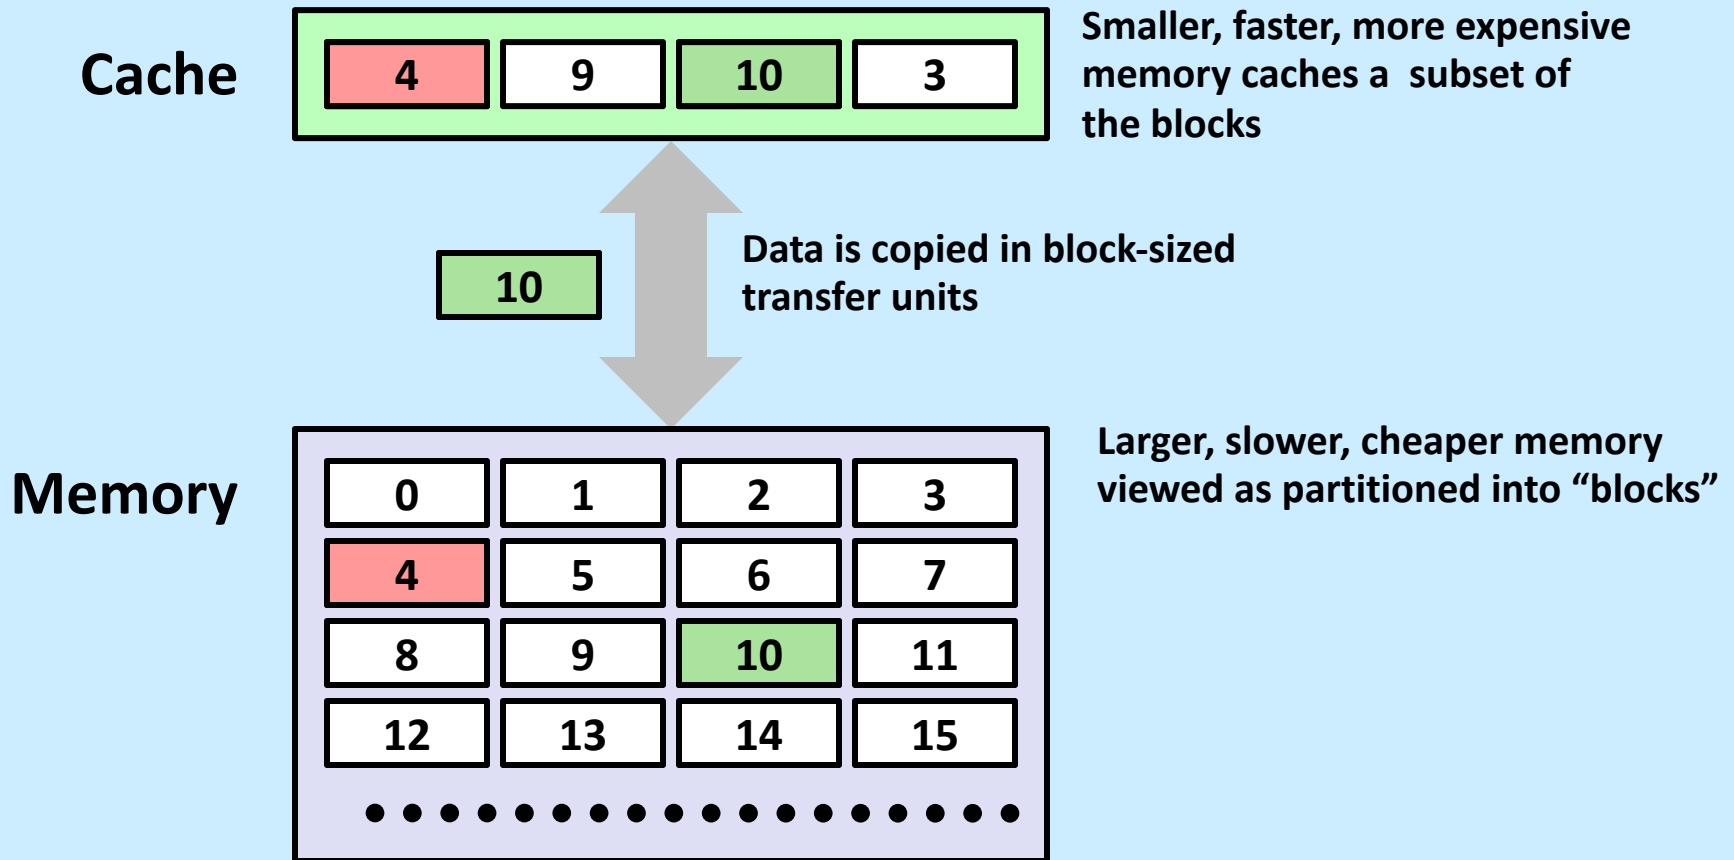 Cache
4 9 10 3
Smaller, faster, more expensive
memory caches a  subset of
the blocks
10
Data is copied in block-sized
transfer units
Memory
0 1 2 3
4 5 6 7
8 9 10 11
12 13 14 15
Larger, slower, cheaper memory
viewed as partitioned into “blocks”